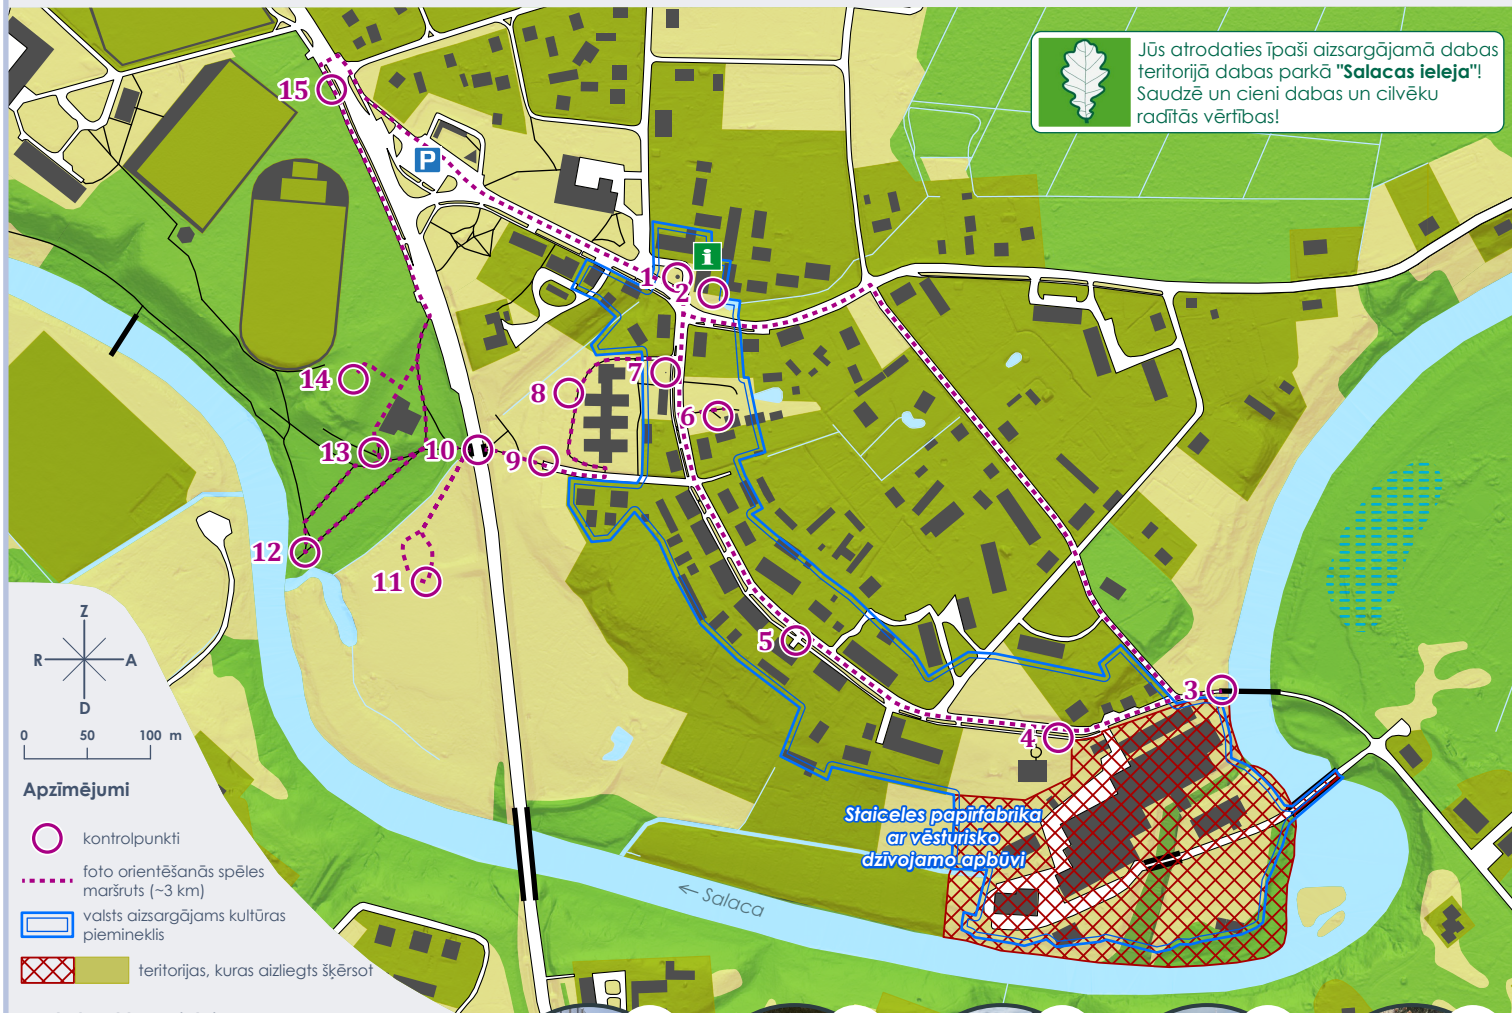 Jūs atrodaties īpaši aizsargājamā dabas
teritorijā dabas parkā "Salacas ieleja"!
Saudzē un cieni dabas un cilvēku
radītās vērtības!
15
P
i
1
2
14
8
7
6
13
10
9
12
11
5
3
4
Staiceles papīrfabrika
ar vēsturisko
dzīvojamo apbūvi
← Salaca
Z
R
A
D
0 50 100 m
Apzīmējumi
kontrolpunkti
foto orientēšanās spēles
maršruts (~3 km)
valsts aizsargājams kultūras
piemineklis
teritorijas, kuras aizliegts šķērsot